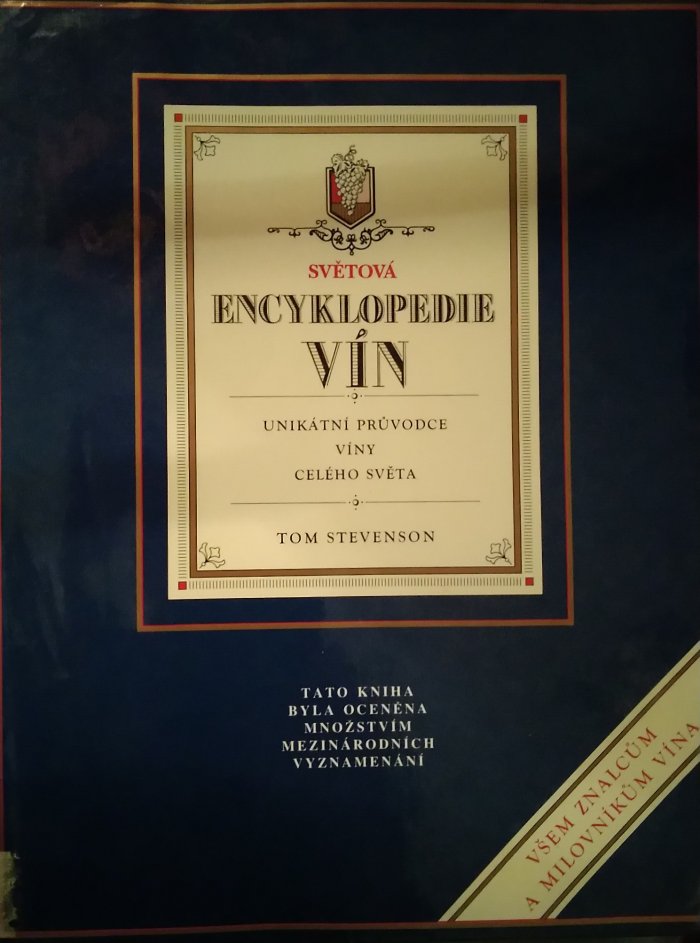 SVĚTOVÁ
ENCYKLOPEDIE
VÍN
UNIKÁTNÍ PRŮVODCE
VÍNY
CELÉHO SVĚTA
TOM STEVENSON
TATO KNIHA
BYLA OCENĚNA
MNOŽSTVÍM
MEZINÁRODNÍCH
VYZNAMENÁNÍ
VŠEM ZNALCŮM
A MILOVNÍKŮM VÍNA